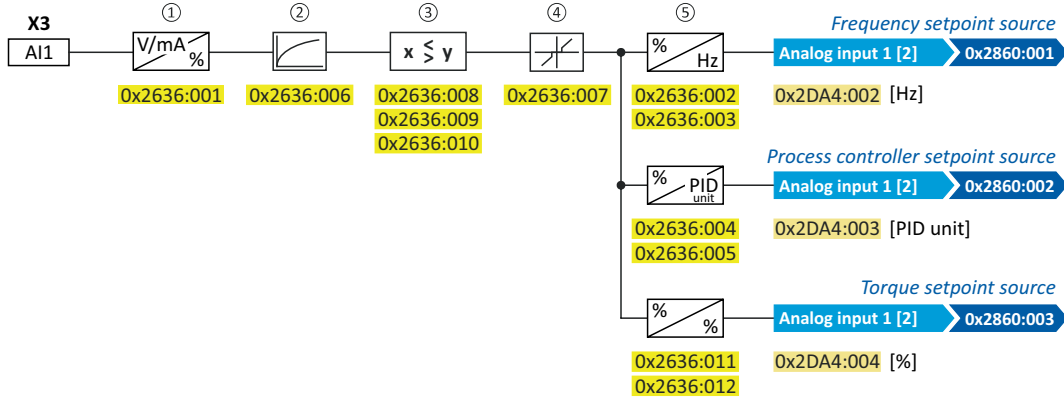 ① ② ③ ④ ⑤
X3
AI1
V/mA
%
x ≤ y
%
Hz
Frequency setpoint source
Analog input 1 [2] 0x2860:001
0x2636:001
0x2636:006
0x2636:008
0x2636:009
0x2636:010
0x2636:007
0x2636:002
0x2636:003
0x2DA4:002 [Hz]
Process controller setpoint source
%
PID
unit
Analog input 1 [2] 0x2860:002
0x2636:004
0x2636:005
0x2DA4:003 [PID unit]
Torque setpoint source
%
%
Analog input 1 [2] 0x2860:003
0x2636:011
0x2636:012
0x2DA4:004 [%]